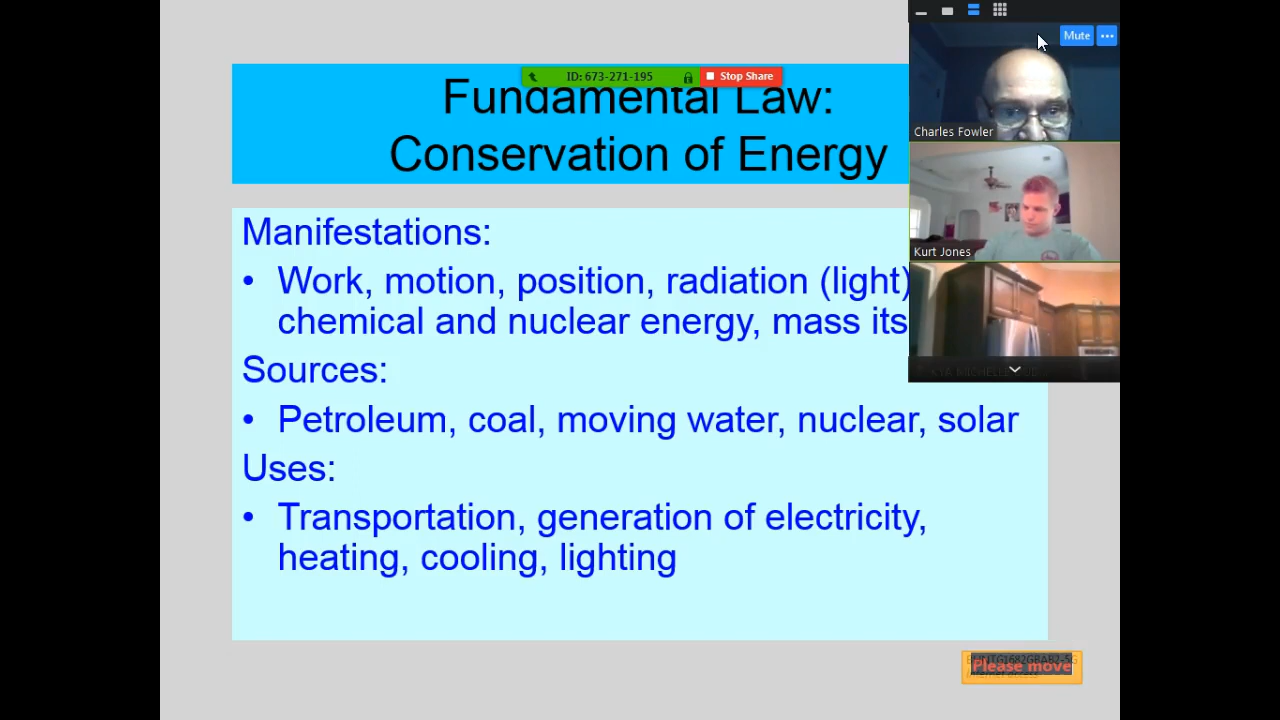 Mute
ID: 673-271-195
Stop Share
Fundamental Law:
Conservation of Energy
Charles Fowler
Manifestations:
Kurt Jones
• Work, motion, position, radiation (light)
chemical and nuclear energy, mass its
Sources:
• Petroleum, coal, moving water, nuclear, solar
Uses:
• Transportation, generation of electricity,
heating, cooling, lighting
Please move